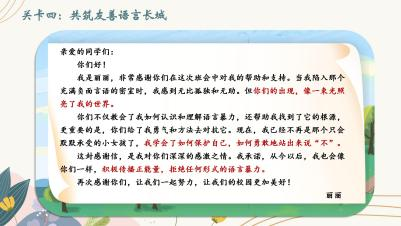 关卡四：共筑友善语言长城
亲爱的同学们：
你们好！
我是丽丽，非常感谢你们在这次班会中对我的帮助和支持。当我陷入那个
充满负面言语的密室时，我感到无比孤独和无助。但你们的出现，像一束光照
亮了我的世界。
你们不仅教会了我如何认识和理解语言暴力，还帮助我找到了它的根源，
更重要的是，你们给了我勇气和方法去对抗它。现在，我已经不再是那个只会
默默承受的小女孩了，我学会了如何保护自己，如何勇敢地站出来说“不”。
这封感谢信，是我对你们深深的感激之情。我承诺，从今以后，我也会像
你们一样，积极传播正能量，拒绝任何形式的语言暴力。
再次感谢你们，让我们一起努力，让我们的校园更加美好！
丽丽